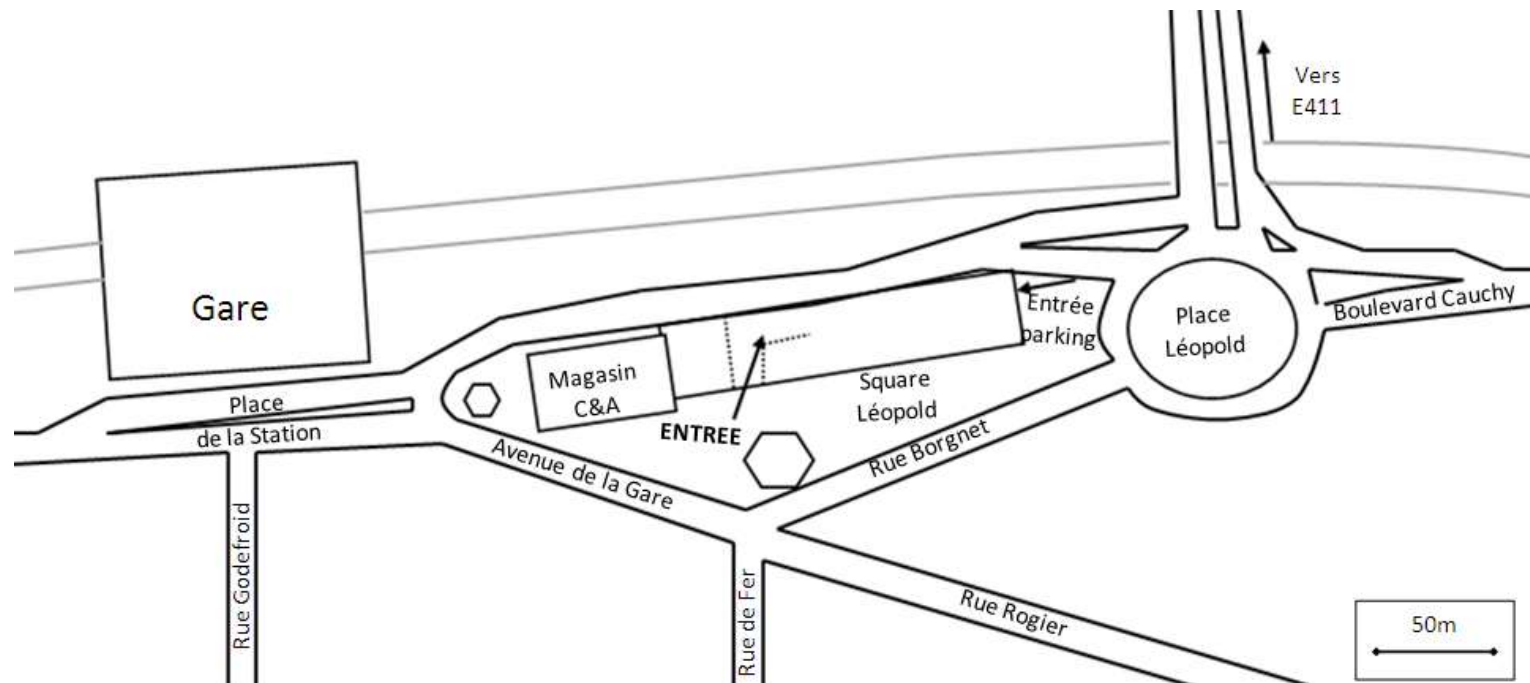 Vers
E411
Gare
Entrée
parking
Place
Léopold
Boulevard Cauchy
Magasin
C&A
Square
Léopold
ENTREE
Place
de la Station
Avenue de la Gare
Rue Borgnet
Rue Godefroid
Rue de Fer
Rue Rogier
50m